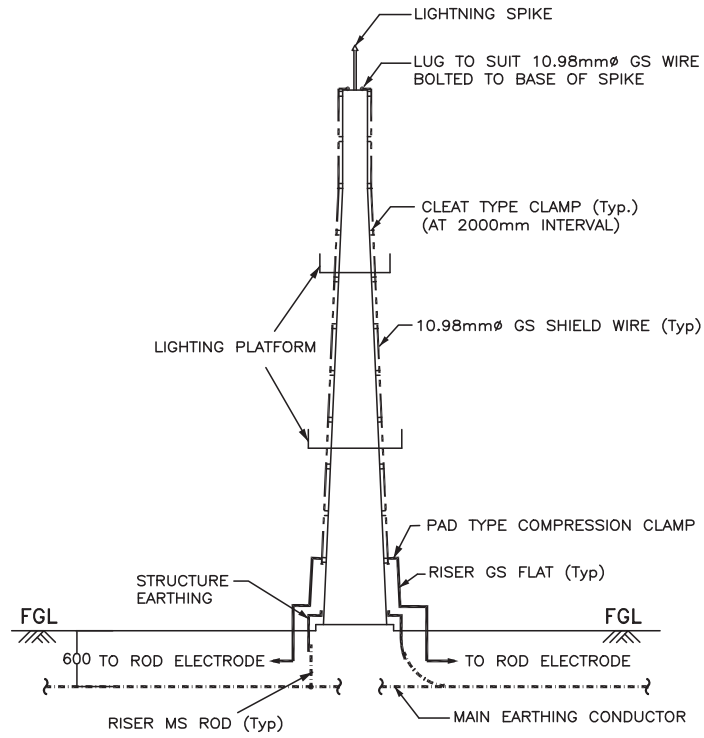 LIGHTNING SPIKE
LUG TO SUIT 10.98mmø GS WIRE
BOLTED TO BASE OF SPIKE
CLEAT TYPE CLAMP (Typ.)
(AT 2000mm INTERVAL)
10.98mmø GS SHIELD WIRE (Typ)
LIGHTING PLATFORM
PAD TYPE COMPRESSION CLAMP
RISER GS FLAT (Typ)
STRUCTURE
EARTHING
FGL
FGL
600
TO ROD ELECTRODE
TO ROD ELECTRODE
RISER MS ROD (Typ)
MAIN EARTHING CONDUCTOR